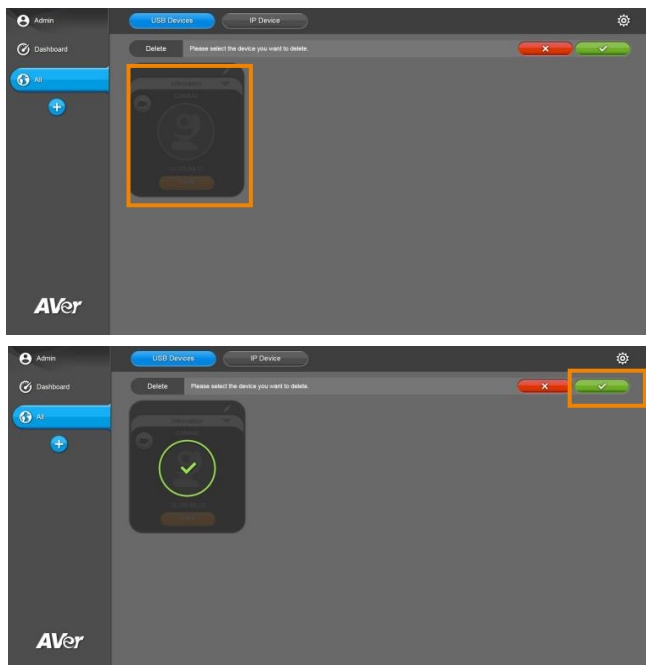 Admin
USB Devices
IP Device
Dashboard
Delete
Please select the device you want to delete.
All
AVer
Admin
USB Devices
IP Device
Dashboard
Delete
Please select the device you want to delete.
All
AVer